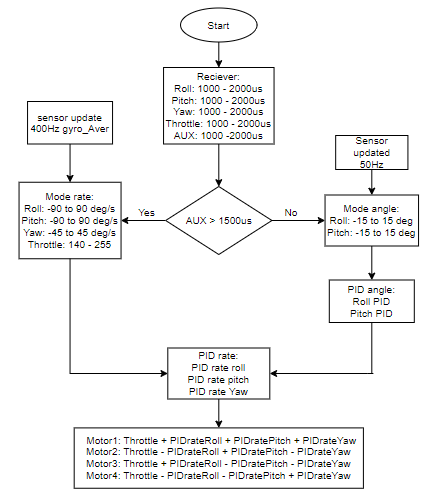 Start
Reciever:
Roll: 1000 - 2000us
Pitch: 1000 - 2000us
Yaw: 1000 - 2000us
Throttle: 1000 - 2000us
AUX: 1000 -2000us
sensor update
400Hz gyro_Aver
Sensor
updated
50Hz
Mode rate:
Roll: -90 to 90 deg/s
Pitch: -90 to 90 deg/s
Yaw: -45 to 45 deg/s
Throttle: 140 - 255
Yes
AUX > 1500us
No
Mode angle:
Roll: -15 to 15 deg
Pitch: -15 to 15 deg
PID angle:
Roll PID
Pitch PID
PID rate:
PID rate roll
PID rate pitch
PID rate Yaw
Motor1: Throttle + PIDrateRoll + PIDratePitch + PIDrateYaw
Motor2: Throttle - PIDrateRoll + PIDratePitch - PIDrateYaw
Motor3: Throttle + PIDrateRoll - PIDratePitch - PIDrateYaw
Motor4: Throttle - PIDrateRoll - PIDratePitch + PIDrateYaw